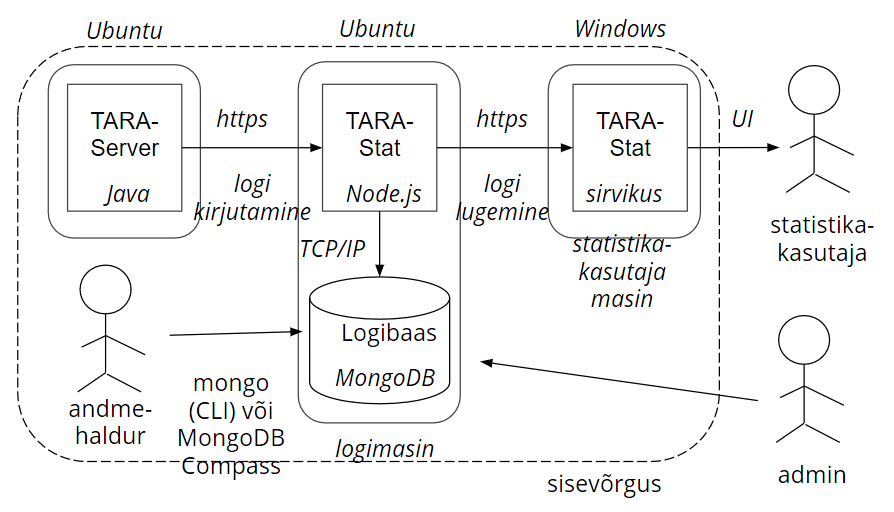 Ubuntu
Ubuntu
Windows
TARA-
Server
Java
https
logi
kirjutamine
TARA-
Stat
Node.js
https
logi
lugemine
TARA-
Stat
sirvikus
UI
statistika-
kasutaja
statistika-
kasutaja
masin
TCP/IP
Logibaas
MongoDB
logimasin
andme-
haldur
mongo
(CLI) või
MongoDB
Compass
admin
sisevõrgus